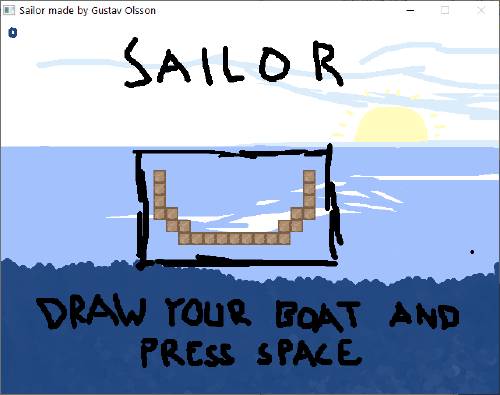 Sailor made by Gustav Olsson
0
SAILOR
DRAW YOUR BOAT AND
PRESS SPACE